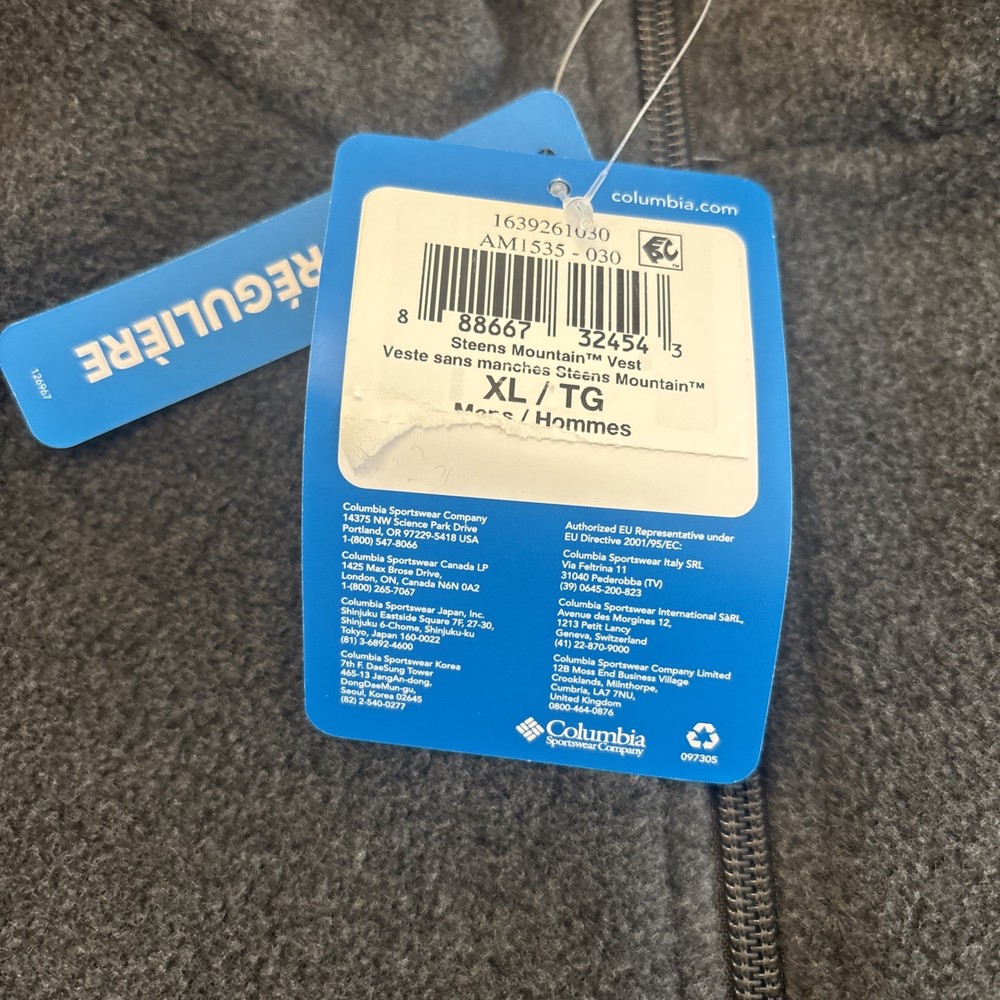 columbia.com
1639261030
AM1535 - 030
EPC™
8 88667 32454 3
Steens Mountain™ Vest
Veste sans manches Steens Mountain™
XL / TG
Mens / Hommes
Columbia Sportswear Company
14375 NW Science Park Drive
Portland, OR 97229-5418 USA
1-(800) 547-8066
Columbia Sportswear Canada LP
1425 Max Brose Drive,
London, ON, Canada N6N 0A2
1-(800) 265-7067
Columbia Sportswear Japan, Inc.
Shinjuku Eastside Square 7F, 27-30,
Shinjuku 6-Chome, Shinjuku-ku
Tokyo, Japan 160-0022
(81) 3-6892-4600
Columbia Sportswear Korea
7th F. DaeSung Tower
465-13 JangAn-dong,
DongDaeMun-gu,
Seoul, Korea 02645
(82) 2-540-0277
Authorized EU Representative under
EU Directive 2001/95/EC:
Columbia Sportswear Italy SRL
Via Feltrina 11
31040 Pederobba (TV)
(39) 0645-200-823
Columbia Sportswear International SàRL,
Avenue des Morgines 12,
1213 Petit Lancy
Geneva, Switzerland
(41) 22-870-9000
Columbia Sportswear Company Limited
12B Moss End Business Village
Crooklands, Milnthorpe,
Cumbria, LA7 7NU,
United Kingdom
0800-464-0876
Columbia
Sportswear Company
097305
RÉGULIÈRE
126967